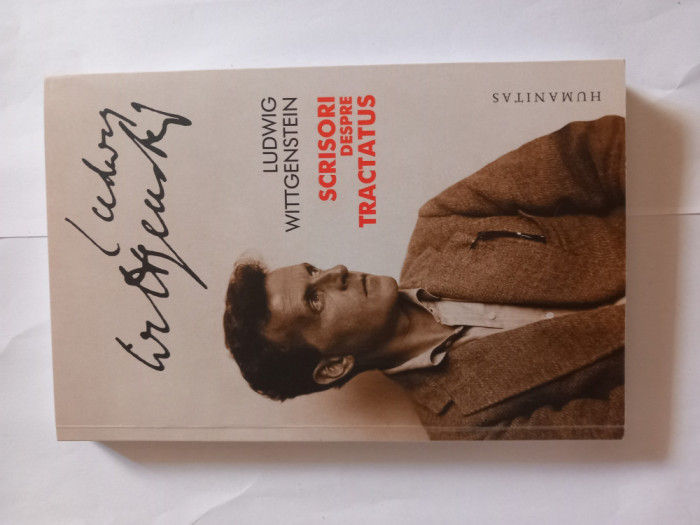 Ludwig
Wittgenstein
LUDWIG
WITTGENSTEIN
SCRISORI
DESPRE
TRACTATUS
HUMANITAS